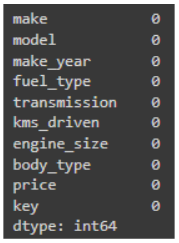 make 0
model 0
make_year 0
fuel_type 0
transmission 0
kms_driven 0
engine_size 0
body_type 0
price 0
key 0
dtype: int64